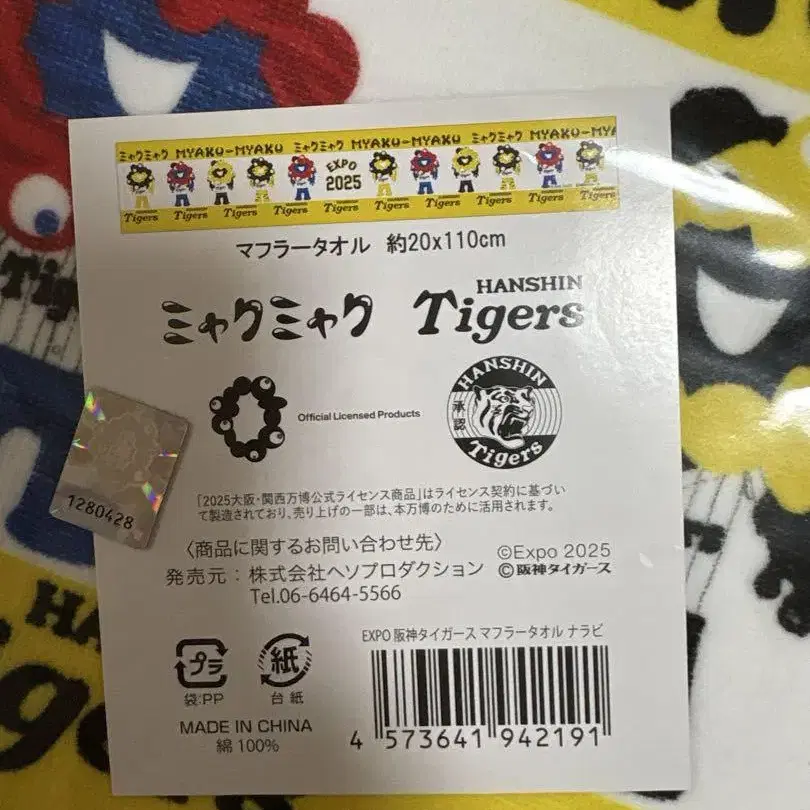 ミャクミャク MYAKU-MYAKU ミャクミャク MYAKU-MYA
EXPO
2025
Tigers Tigers Tigers Tigers Tigers Tigers Tigers Tigers Tigers Tigers Tigers
マフラータオル 約20x110cm
ミャクミャク
HANSHIN
Tigers
Official Licensed Products
HANSHIN
承認
Tigers
「2025大阪・関西万博公式ライセンス商品」はライセンス契約に基づい
て製造されており、売り上げの一部は、本万博のために活用されます。
1280428
〈商品に関するお問い合わせ先〉
発売元：株式会社ヘソプロダクション
Tel.06-6464-5566
©Expo 2025
©阪神タイガース
EXPO 阪神タイガース マフラータオル ナラビ
プラ
袋:PP
紙
台紙
MADE IN CHINA
綿100%
4 573641 942191